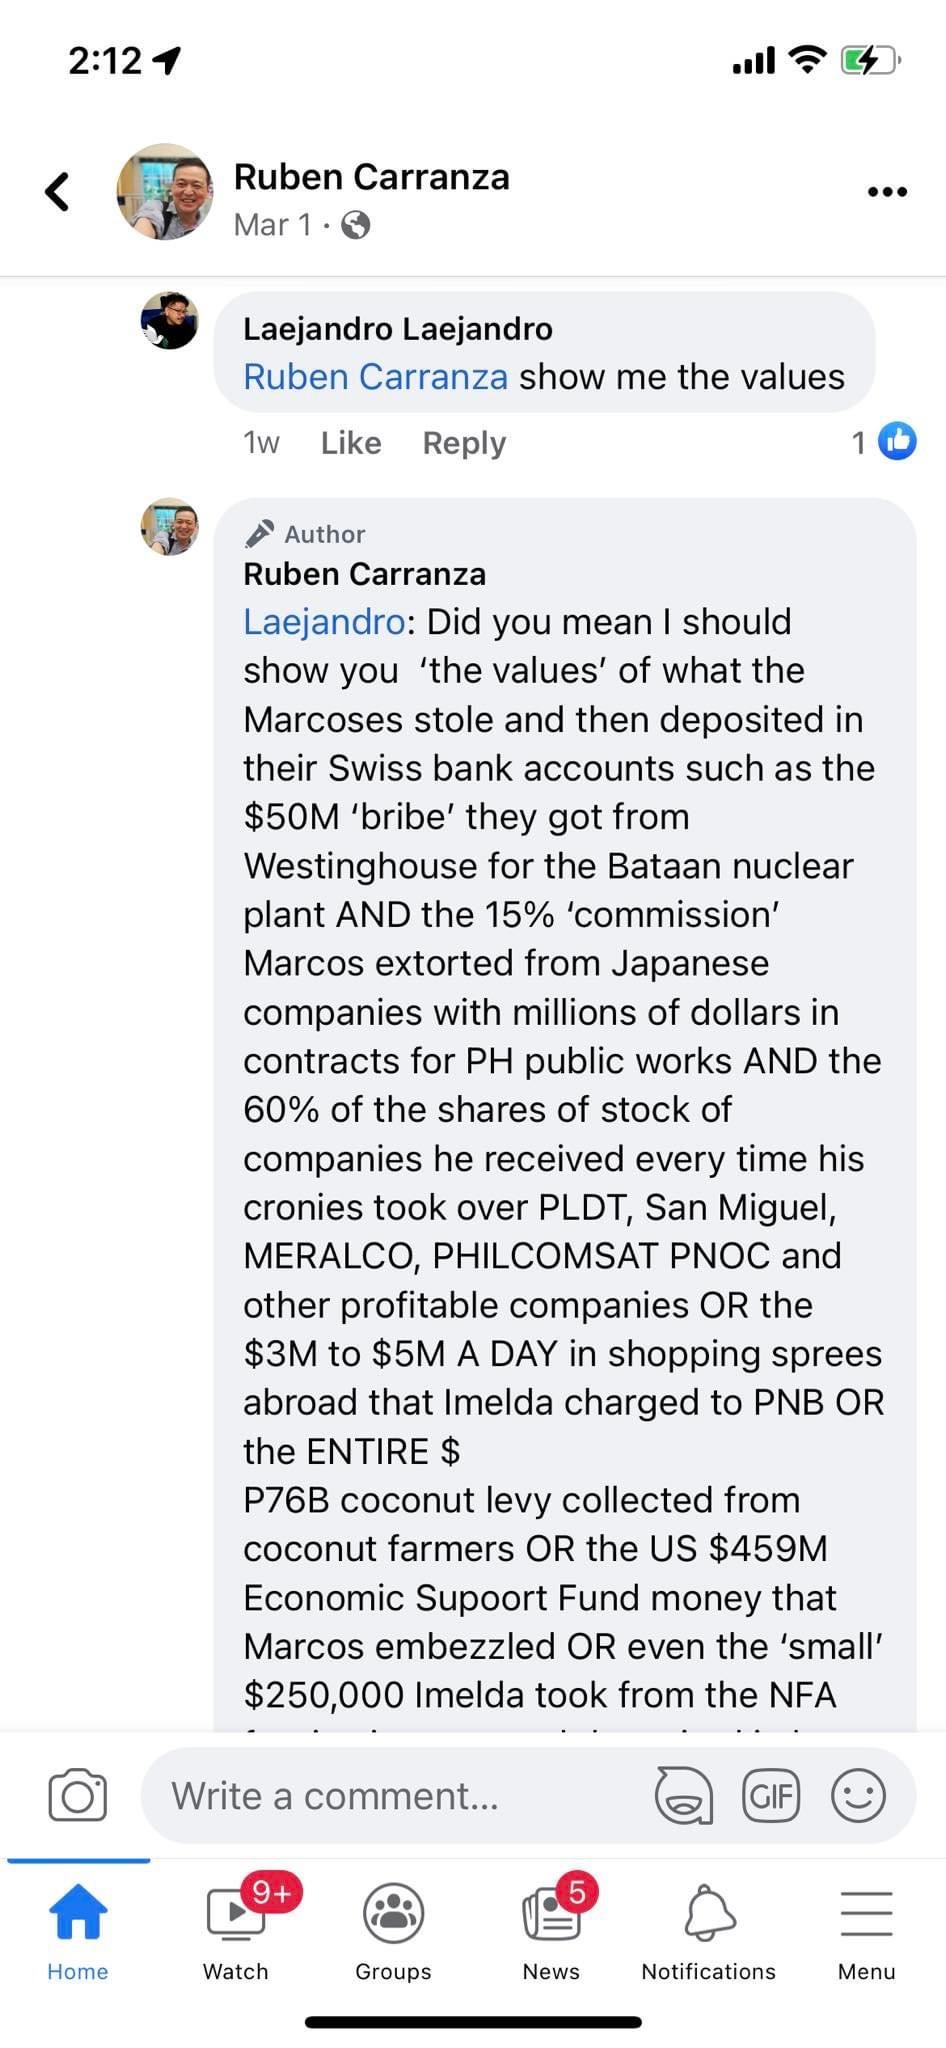 2:12
Ruben Carranza
Mar 1 ·
Laejandro Laejandro
Ruben Carranza show me the values
1w Like Reply 1
Author
Ruben Carranza
Laejandro: Did you mean I should
show you 'the values' of what the
Marcoses stole and then deposited in
their Swiss bank accounts such as the
$50M 'bribe' they got from
Westinghouse for the Bataan nuclear
plant AND the 15% 'commission'
Marcos extorted from Japanese
companies with millions of dollars in
contracts for PH public works AND the
60% of the shares of stock of
companies he received every time his
cronies took over PLDT, San Miguel,
MERALCO, PHILCOMSAT PNOC and
other profitable companies OR the
$3M to $5M A DAY in shopping sprees
abroad that Imelda charged to PNB OR
the ENTIRE $
P76B coconut levy collected from
coconut farmers OR the US $459M
Economic Supoort Fund money that
Marcos embezzled OR even the 'small'
$250,000 Imelda took from the NFA
Write a comment...
GIF
9+
5
Home Watch Groups News Notifications Menu